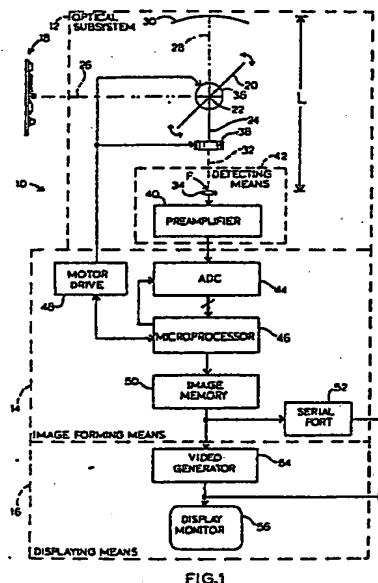 12 OPTICAL SUBSYSTEM
30
18
28
L
26
20
36
22
24
38
32
42
10
F
DETECTING MEANS
34
40
PREAMPLIFIER
MOTOR DRIVE
48
ADC
44
MICROPROCESSOR
46
50
IMAGE MEMORY
52
SERIAL PORT
14
IMAGE FORMING MEANS
VIDEO GENERATOR
54
16
DISPLAY MONITOR
56
DISPLAYING MEANS
FIG.1